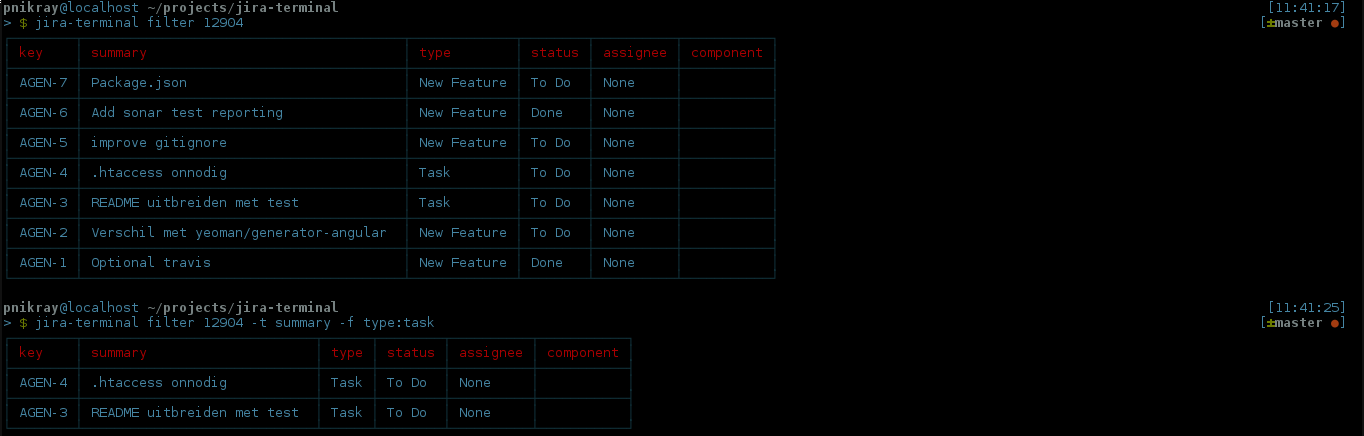 pnikray@localhost ~/projects/jira-terminal [11:41:17]
> $ jira-terminal filter 12904 [±master ●]
key summary type status assignee component
AGEN-7 Package.json New Feature To Do None
AGEN-6 Add sonar test reporting New Feature Done None
AGEN-5 improve gitignore New Feature To Do None
AGEN-4 .htaccess onnodig Task To Do None
AGEN-3 README uitbreiden met test Task To Do None
AGEN-2 Verschil met yeoman/generator-angular New Feature To Do None
AGEN-1 Optional travis New Feature Done None
pnikray@localhost ~/projects/jira-terminal [11:41:25]
> $ jira-terminal filter 12904 -t summary -f type:task [±master ●]
key summary type status assignee component
AGEN-4 .htaccess onnodig Task To Do None
AGEN-3 README uitbreiden met test Task To Do None